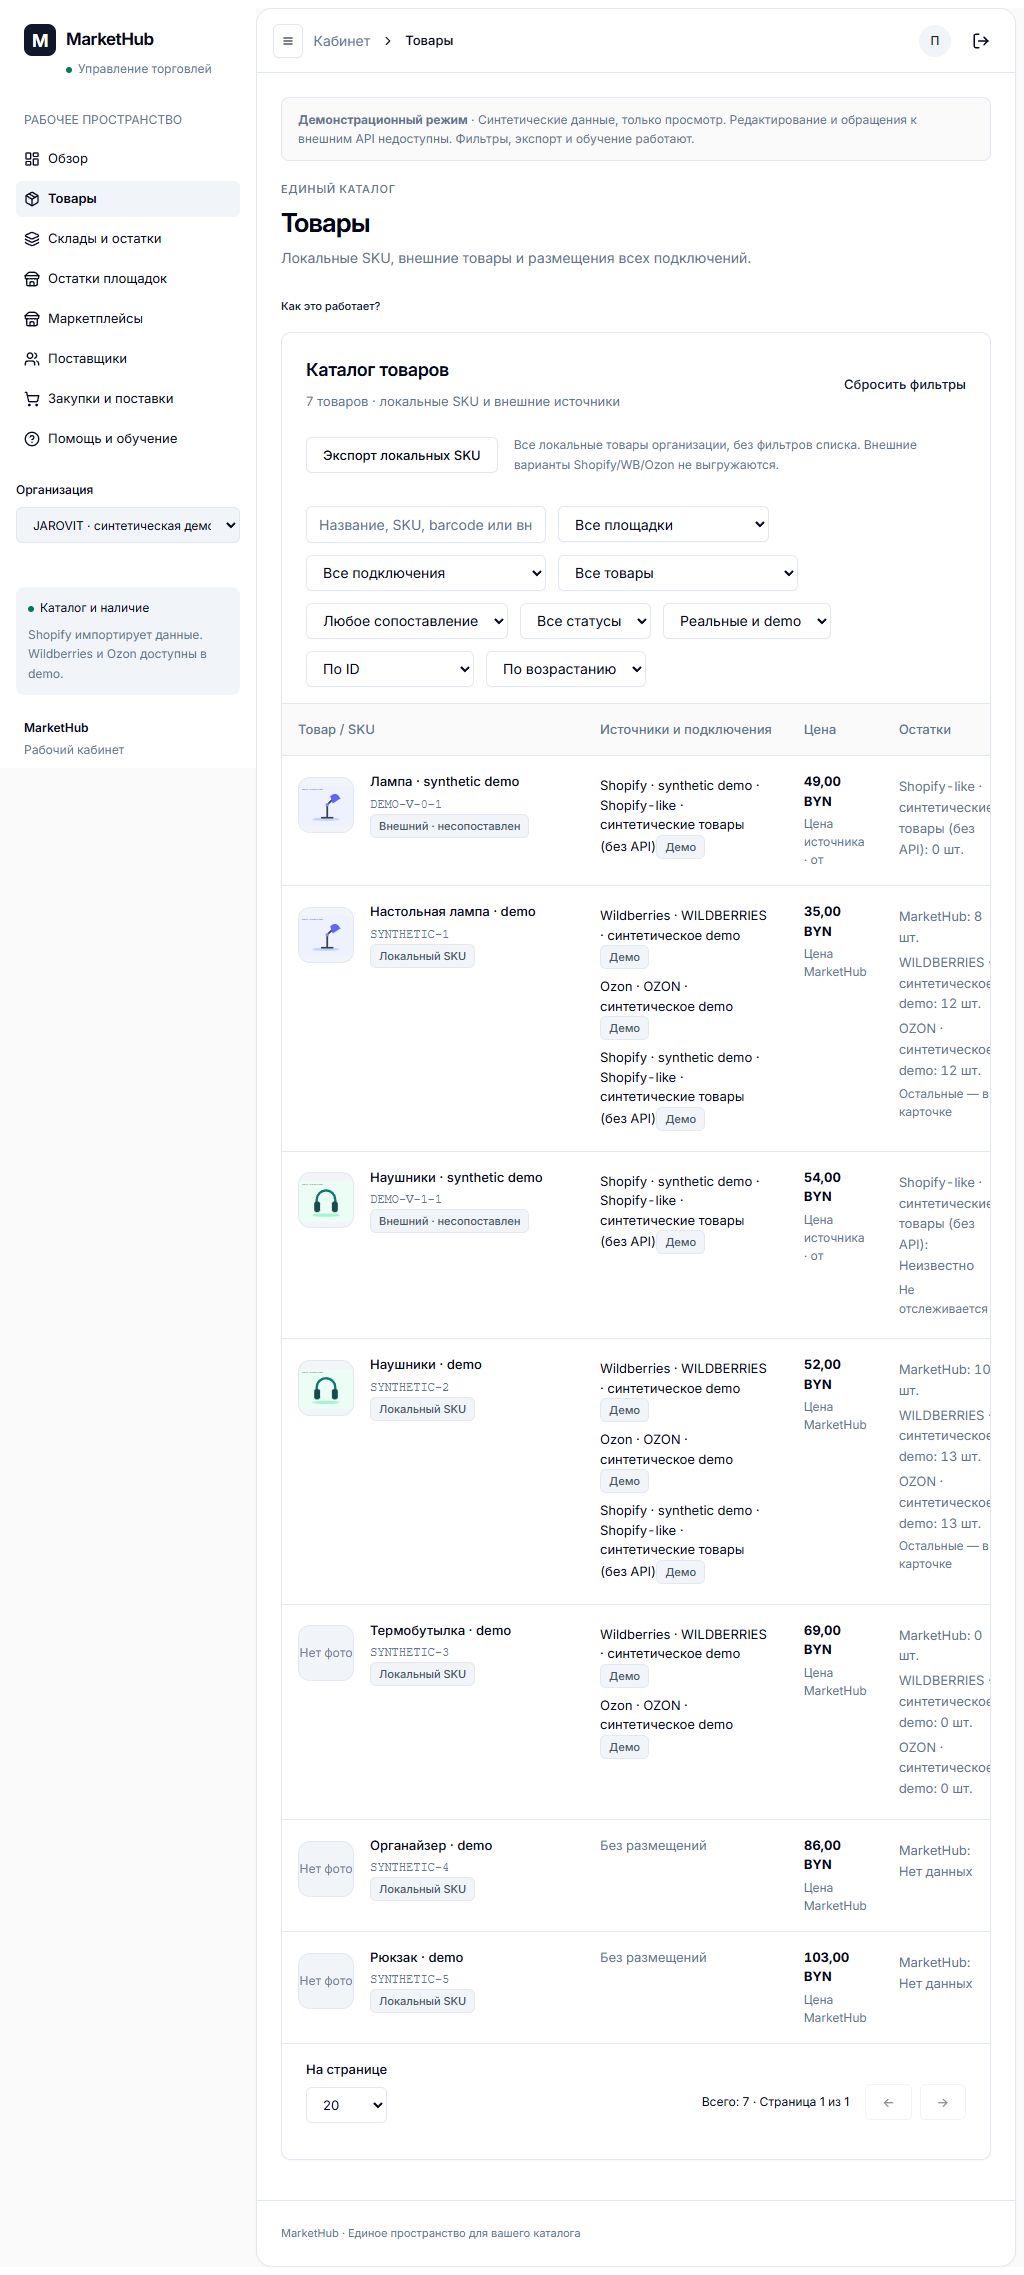 M MarketHub
Управление торговлей
РАБОЧЕЕ ПРОСТРАНСТВО
Обзор
Товары
Склады и остатки
Остатки площадок
Маркетплейсы
Поставщики
Закупки и поставки
Помощь и обучение
Организация
JAROVIT · синтетическая демо
Каталог и наличие
Shopify импортирует данные.
Wildberries и Ozon доступны в
demo.
MarketHub
Рабочий кабинет
Кабинет
Товары
П
Демонстрационный режим · Синтетические данные, только просмотр. Редактирование и обращения к
внешним API недоступны. Фильтры, экспорт и обучение работают.
ЕДИНЫЙ КАТАЛОГ
Товары
Локальные SKU, внешние товары и размещения всех подключений.
Как это работает?
Каталог товаров
7 товаров · локальные SKU и внешние источники
Сбросить фильтры
Экспорт локальных SKU
Все локальные товары организации, без фильтров списка. Внешние
варианты Shopify/WB/Ozon не выгружаются.
Название, SKU, barcode или вн
Все площадки
Все подключения
Все товары
Любое сопоставление
Все статусы
Реальные и demo
По ID
По возрастанию
Товар / SKU
Источники и подключения
Цена
Остатки
Лампа · synthetic demo
DEMO-V-0-1
Внешний · несопоставлен
Shopify · synthetic demo ·
Shopify-like ·
синтетические товары
(без API) Демо
49,00
BYN
Цена
источника
· от
Shopify-like ·
синтетические
товары (без
API): 0 шт.
Настольная лампа · demo
SYNTHETIC-1
Локальный SKU
Wildberries · WILDBERRIES
· синтетическое demo
Демо
Ozon · OZON ·
синтетическое demo
Демо
Shopify · synthetic demo ·
Shopify-like ·
синтетические товары
(без API) Демо
35,00
BYN
Цена
MarketHub
MarketHub: 8
шт.
WILDBERRIES ·
синтетическое
demo: 12 шт.
OZON ·
синтетическое
demo: 12 шт.
Остальные — в
карточке
Наушники · synthetic demo
DEMO-V-1-1
Внешний · несопоставлен
Shopify · synthetic demo ·
Shopify-like ·
синтетические товары
(без API) Демо
54,00
BYN
Цена
источника
· от
Shopify-like ·
синтетические
товары (без
API):
Неизвестно
Не
отслеживается
Наушники · demo
SYNTHETIC-2
Локальный SKU
Wildberries · WILDBERRIES
· синтетическое demo
Демо
Ozon · OZON ·
синтетическое demo
Демо
Shopify · synthetic demo ·
Shopify-like ·
синтетические товары
(без API) Демо
52,00
BYN
Цена
MarketHub
MarketHub: 10
шт.
WILDBERRIES ·
синтетическое
demo: 13 шт.
OZON ·
синтетическое
demo: 13 шт.
Остальные — в
карточке
Нет фото
Термобутылка · demo
SYNTHETIC-3
Локальный SKU
Wildberries · WILDBERRIES
· синтетическое demo
Демо
Ozon · OZON ·
синтетическое demo
Демо
69,00
BYN
Цена
MarketHub
MarketHub: 0
шт.
WILDBERRIES ·
синтетическое
demo: 0 шт.
OZON ·
синтетическое
demo: 0 шт.
Нет фото
Органайзер · demo
SYNTHETIC-4
Локальный SKU
Без размещений
86,00
BYN
Цена
MarketHub
MarketHub:
Нет данных
Нет фото
Рюкзак · demo
SYNTHETIC-5
Локальный SKU
Без размещений
103,00
BYN
Цена
MarketHub
MarketHub:
Нет данных
На странице
20
Всего: 7 · Страница 1 из 1
MarketHub · Единое пространство для вашего каталога